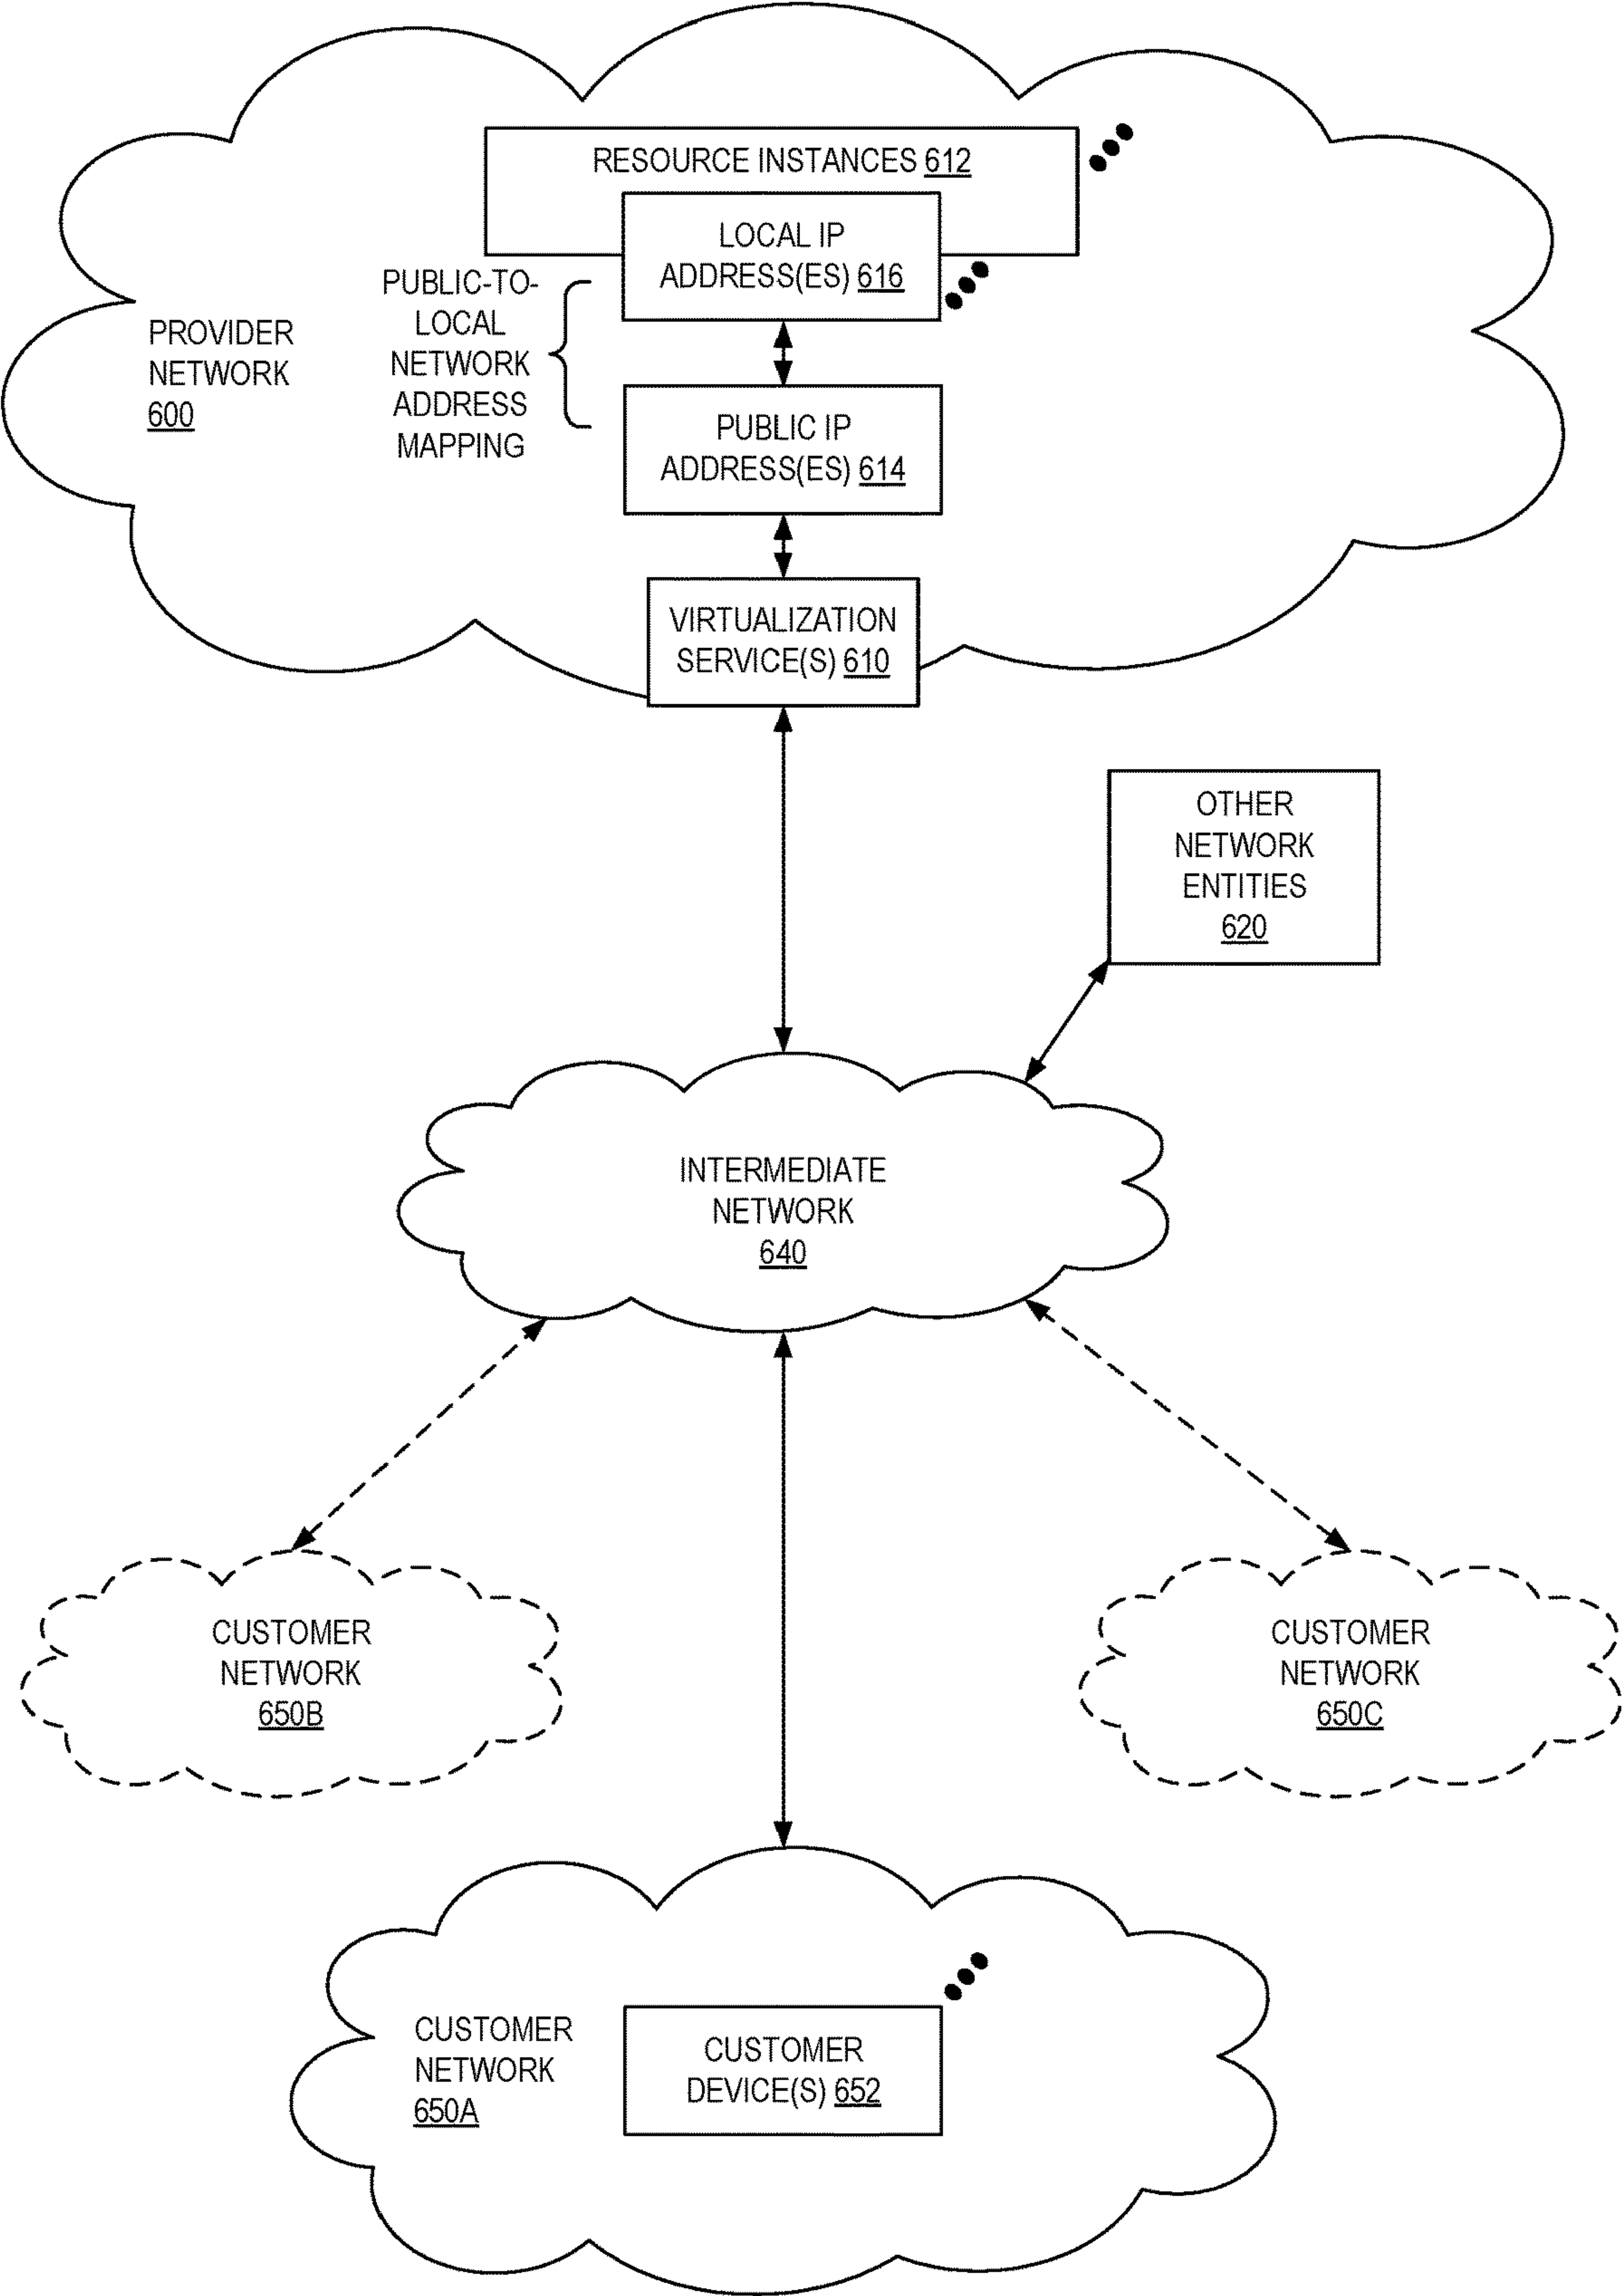 RESOURCE INSTANCES 612
LOCAL IP
ADDRESS(ES) 616
PUBLIC-TO-
LOCAL
NETWORK
ADDRESS
MAPPING
PROVIDER
NETWORK
600
PUBLIC IP
ADDRESS(ES) 614
VIRTUALIZATION
SERVICE(S) 610
OTHER
NETWORK
ENTITIES
620
INTERMEDIATE
NETWORK
640
CUSTOMER
NETWORK
650B
CUSTOMER
NETWORK
650C
CUSTOMER
NETWORK
650A
CUSTOMER
DEVICE(S) 652